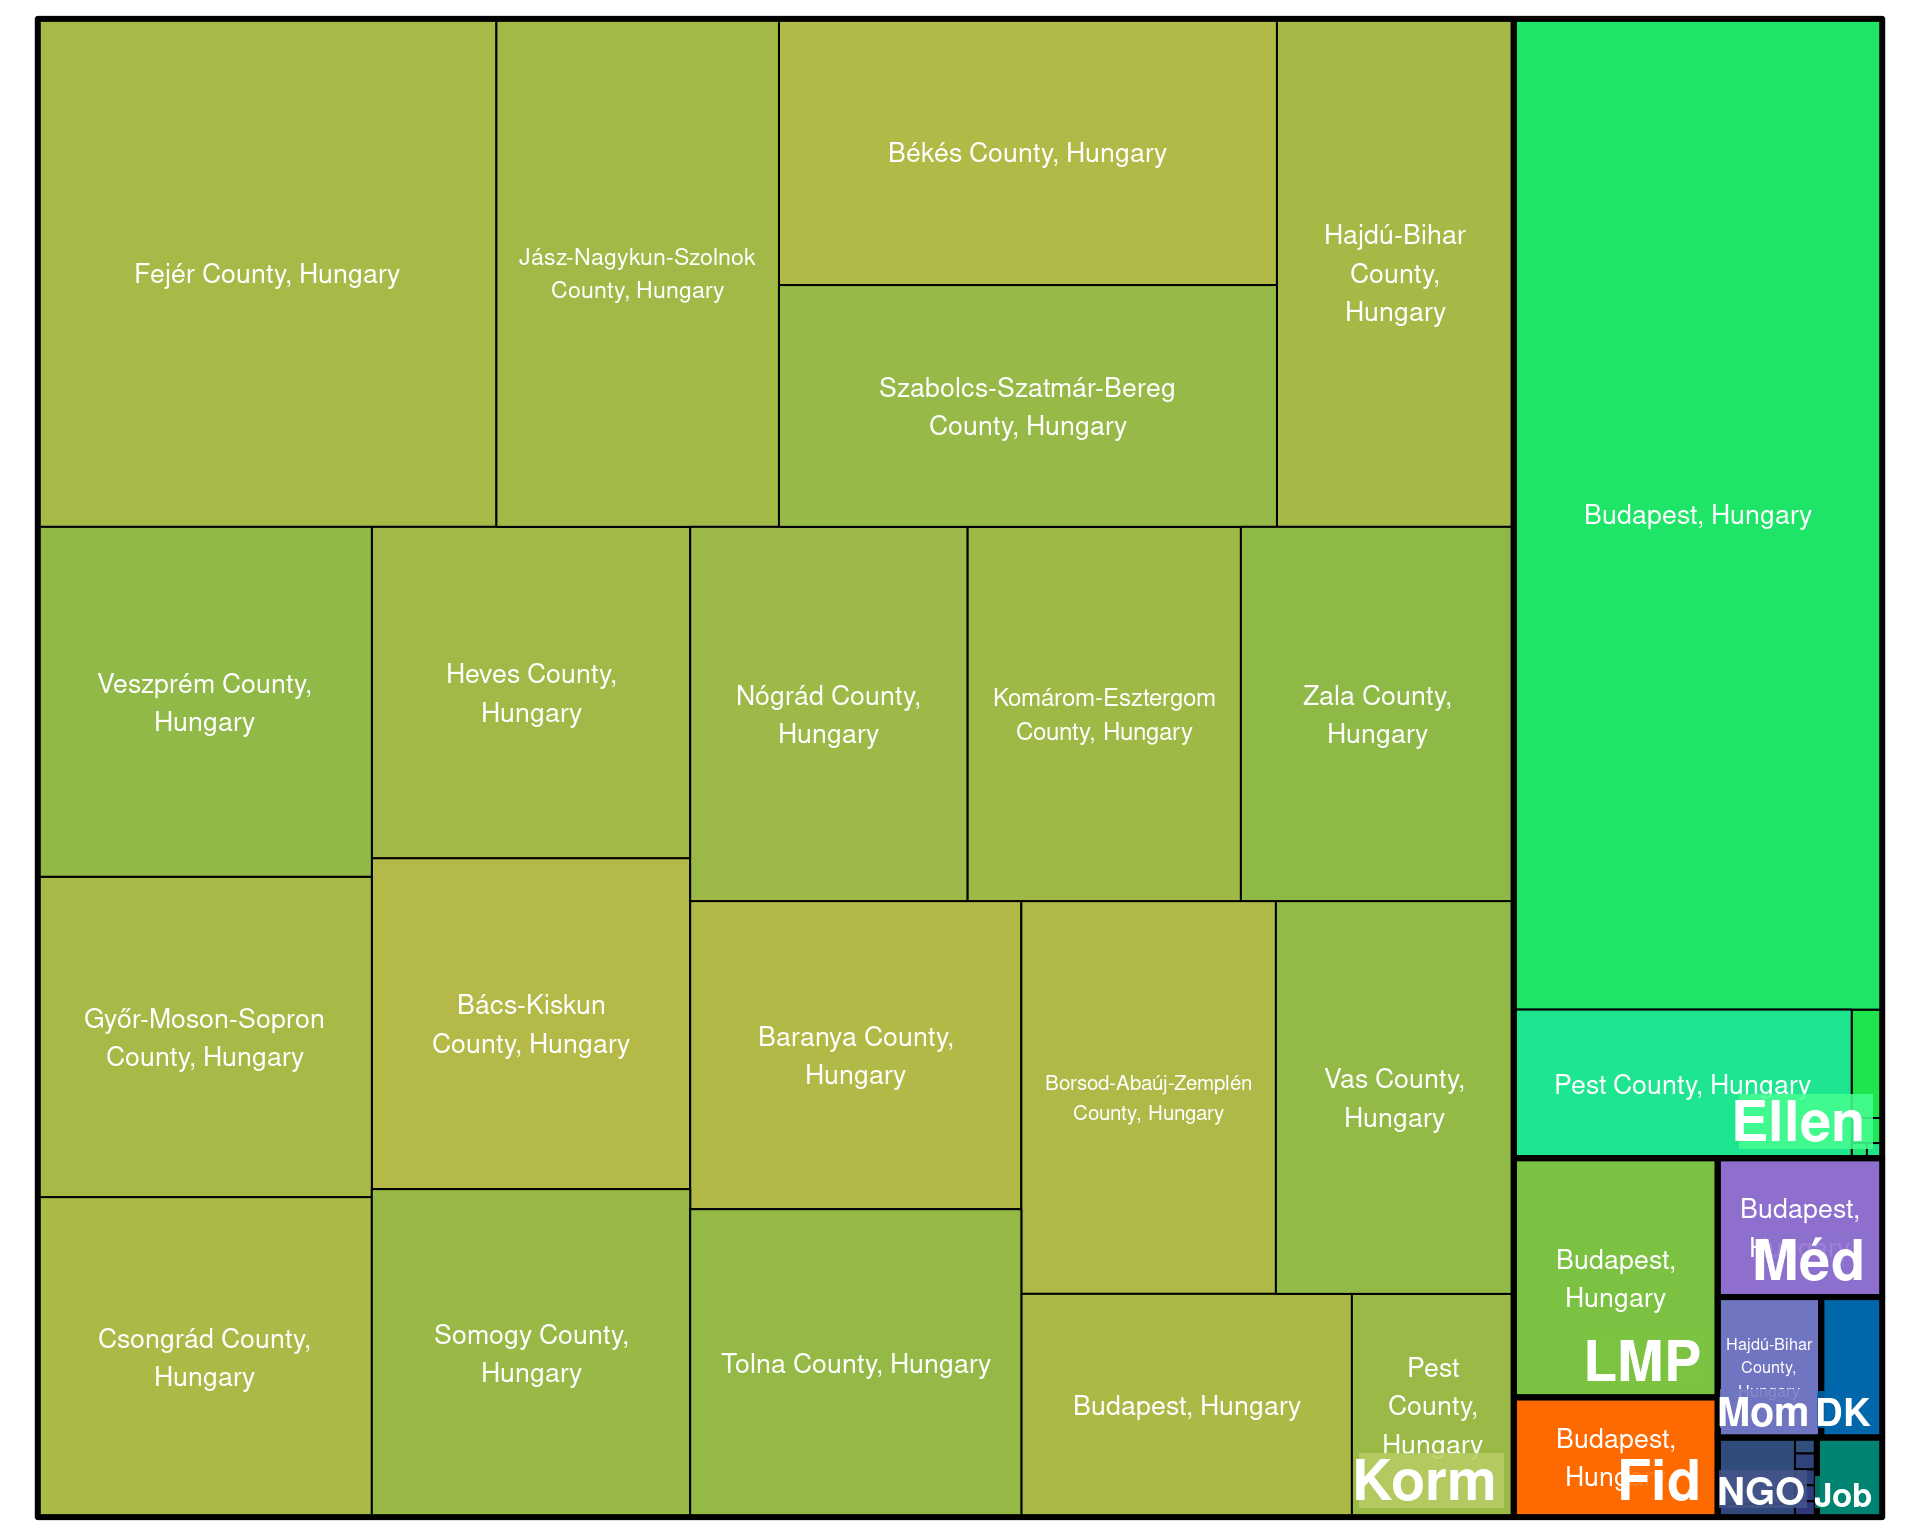 Fejér County, Hungary
Jász-Nagykun-Szolnok
County, Hungary
Békés County, Hungary
Szabolcs-Szatmár-Bereg
County, Hungary
Hajdú-Bihar
County,
Hungary
Veszprém County,
Hungary
Heves County,
Hungary
Nógrád County,
Hungary
Komárom-Esztergom
County, Hungary
Zala County,
Hungary
Győr-Moson-Sopron
County, Hungary
Bács-Kiskun
County, Hungary
Baranya County,
Hungary
Borsod-Abaúj-Zemplén
County, Hungary
Vas County,
Hungary
Csongrád County,
Hungary
Somogy County,
Hungary
Tolna County, Hungary
Budapest, Hungary
Pest
County,
Hungary
Korm
Budapest, Hungary
Pest County, Hungary
Ellen
Budapest,
Hungary
LMP
Budapest,
Hungary
Méd
Hajdú-Bihar
County,
Hungary
Mom
DK
Budapest,
Hungary
Fid
NGO
Job